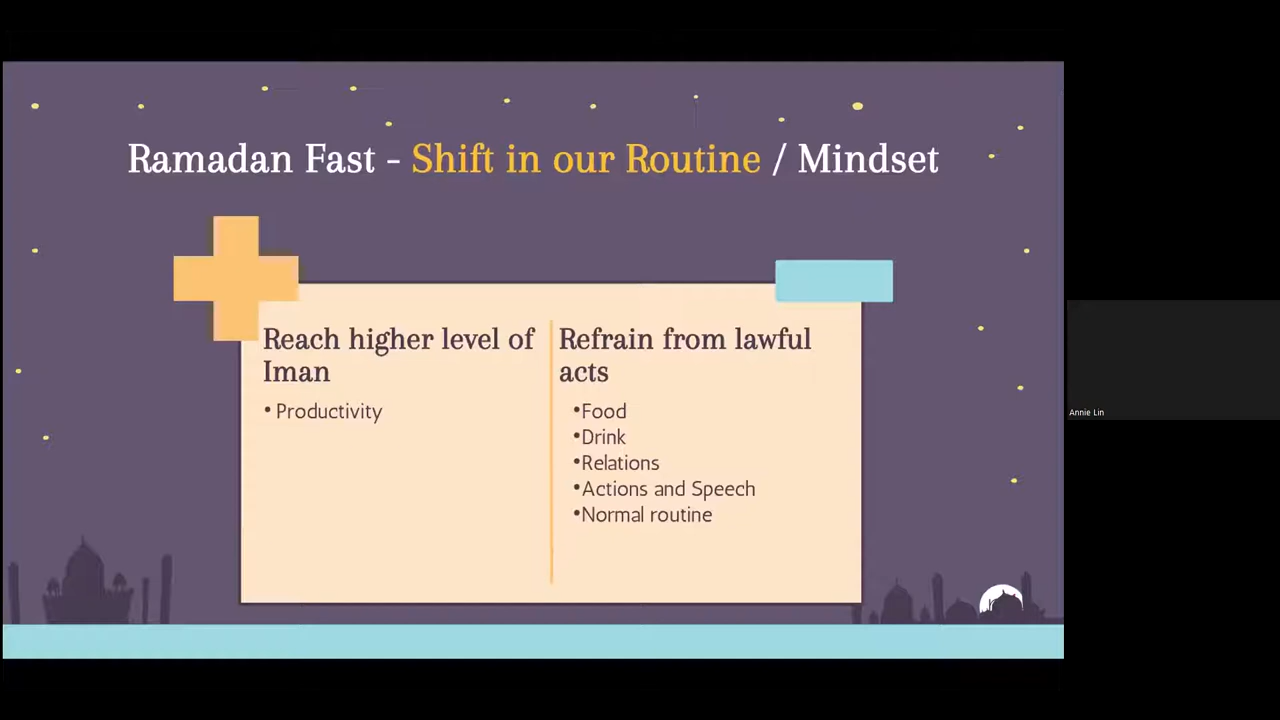 Ramadan Fast - Shift in our Routine / Mindset
Reach higher level of
Iman
• Productivity
Refrain from lawful
acts
•Food
•Drink
•Relations
•Actions and Speech
•Normal routine
Annie Lin